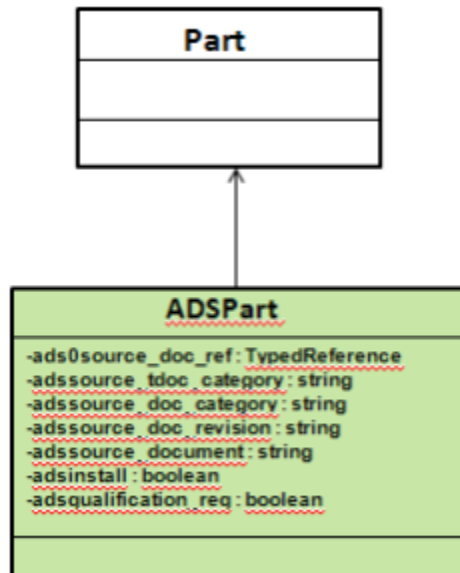 Part
ADSPart
-ads0source_doc_ref: TypedReference
-adssource_tdoc_category: string
-adssource_doc_category: string
-adssource_doc_revision: string
-adssource_document: string
-adsinstall: boolean
-adsqualification_req: boolean